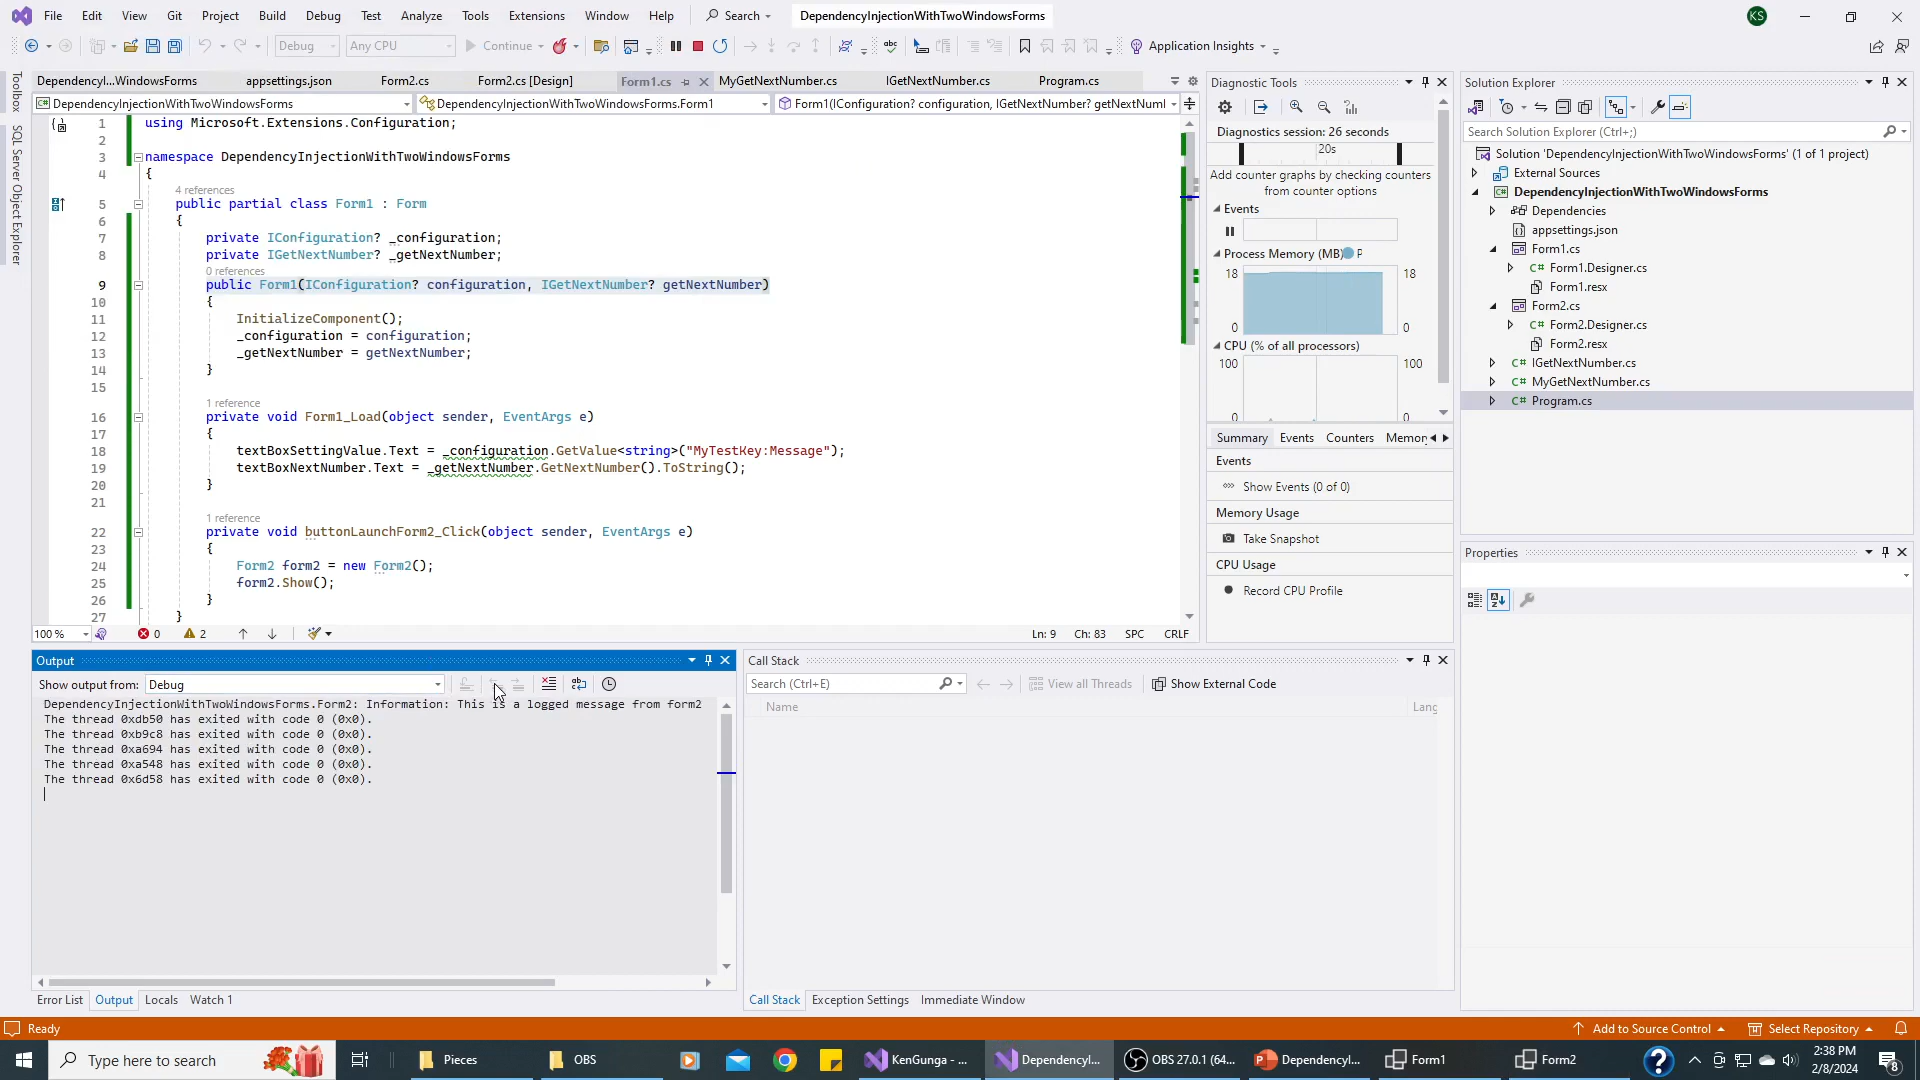 File Edit View Git Project Build Debug Test Analyze Tools Extensions Window Help Search DependencyInjectionWithTwoWindowsForms KS
Debug Any CPU Continue Application Insights
DependencyI...WindowsForms appsettings.json Form2.cs Form2.cs [Design] Form1.cs MyGetNextNumber.cs IGetNextNumber.cs Program.cs
DependencyInjectionWithTwoWindowsForms DependencyInjectionWithTwoWindowsForms.Form1 Form1(IConfiguration? configuration, IGetNextNumber? getNextNuml
Toolbox
SQL Server Object Explorer
1 using Microsoft.Extensions.Configuration;
2
3 namespace DependencyInjectionWithTwoWindowsForms
4 {
4 references
5 public partial class Form1 : Form
6 {
7 private IConfiguration? _configuration;
8 private IGetNextNumber? _getNextNumber;
0 references
9 public Form1(IConfiguration? configuration, IGetNextNumber? getNextNumber)
10 {
11 InitializeComponent();
12 _configuration = configuration;
13 _getNextNumber = getNextNumber;
14 }
15
1 reference
16 private void Form1_Load(object sender, EventArgs e)
17 {
18 textBoxSettingValue.Text = _configuration.GetValue<string>("MyTestKey:Message");
19 textBoxNextNumber.Text = _getNextNumber.GetNextNumber().ToString();
20 }
21
1 reference
22 private void buttonLaunchForm2_Click(object sender, EventArgs e)
23 {
24 Form2 form2 = new Form2();
25 form2.Show();
26 }
27 }
100 % 0 2 Ln: 9 Ch: 83 SPC CRLF
Diagnostic Tools
Diagnostics session: 26 seconds
20s
Add counter graphs by checking counters
from counter options
Events
Process Memory (MB) P
18 18
0 0
CPU (% of all processors)
100 100
0 0
Summary Events Counters Memory
Events
Show Events (0 of 0)
Memory Usage
Take Snapshot
CPU Usage
Record CPU Profile
Solution Explorer
Search Solution Explorer (Ctrl+;)
Solution 'DependencyInjectionWithTwoWindowsForms' (1 of 1 project)
External Sources
DependencyInjectionWithTwoWindowsForms
Dependencies
appsettings.json
Form1.cs
Form1.Designer.cs
Form1.resx
Form2.cs
Form2.Designer.cs
Form2.resx
IGetNextNumber.cs
MyGetNextNumber.cs
Program.cs
Properties
Output
Show output from: Debug
DependencyInjectionWithTwoWindowsForms.Form2: Information: This is a logged message from form2
The thread 0xdb50 has exited with code 0 (0x0).
The thread 0xb9c8 has exited with code 0 (0x0).
The thread 0xa694 has exited with code 0 (0x0).
The thread 0xa548 has exited with code 0 (0x0).
The thread 0x6d58 has exited with code 0 (0x0).
Error List Output Locals Watch 1
Call Stack
Search (Ctrl+E) View all Threads Show External Code
Name Lang
Call Stack Exception Settings Immediate Window
Ready Add to Source Control Select Repository
Type here to search Pieces OBS KenGunga - ... DependencyI... OBS 27.0.1 (64... DependencyI... Form1 Form2
2:38 PM
2/8/2024
8